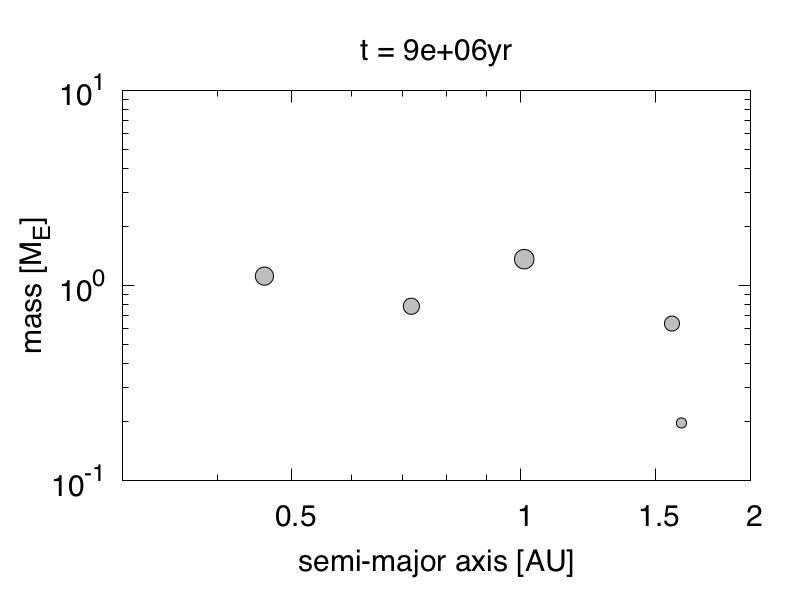 t = 9e+06yr
10^1
10^0
10^-1
mass [M_E]
0.5 1 1.5 2
semi-major axis [AU]